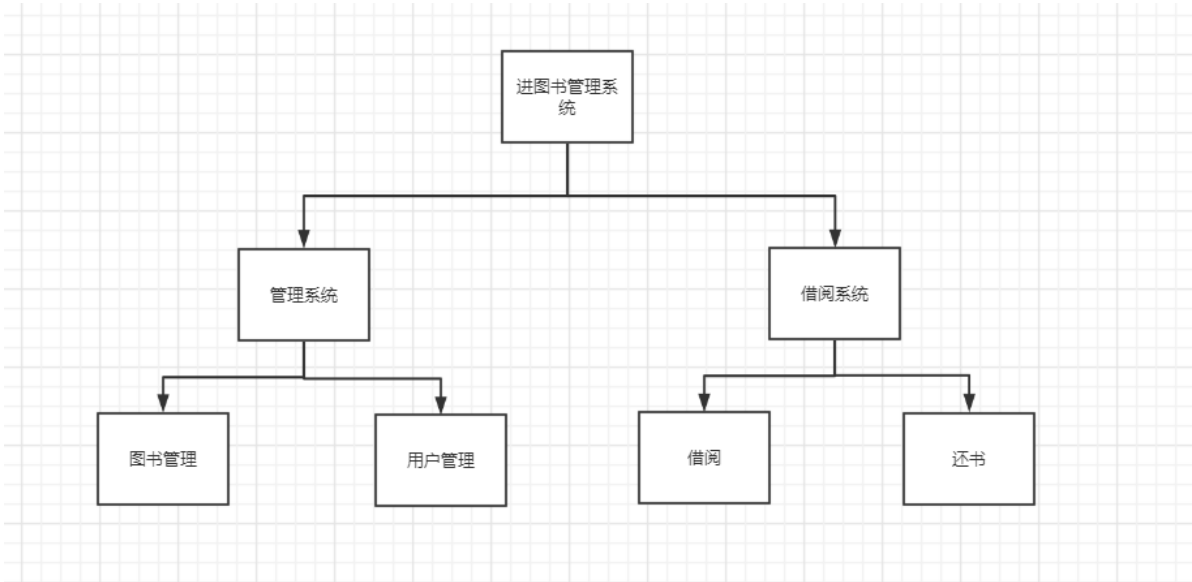 进图书管理系
统
管理系统
借阅系统
图书管理
用户管理
借阅
还书